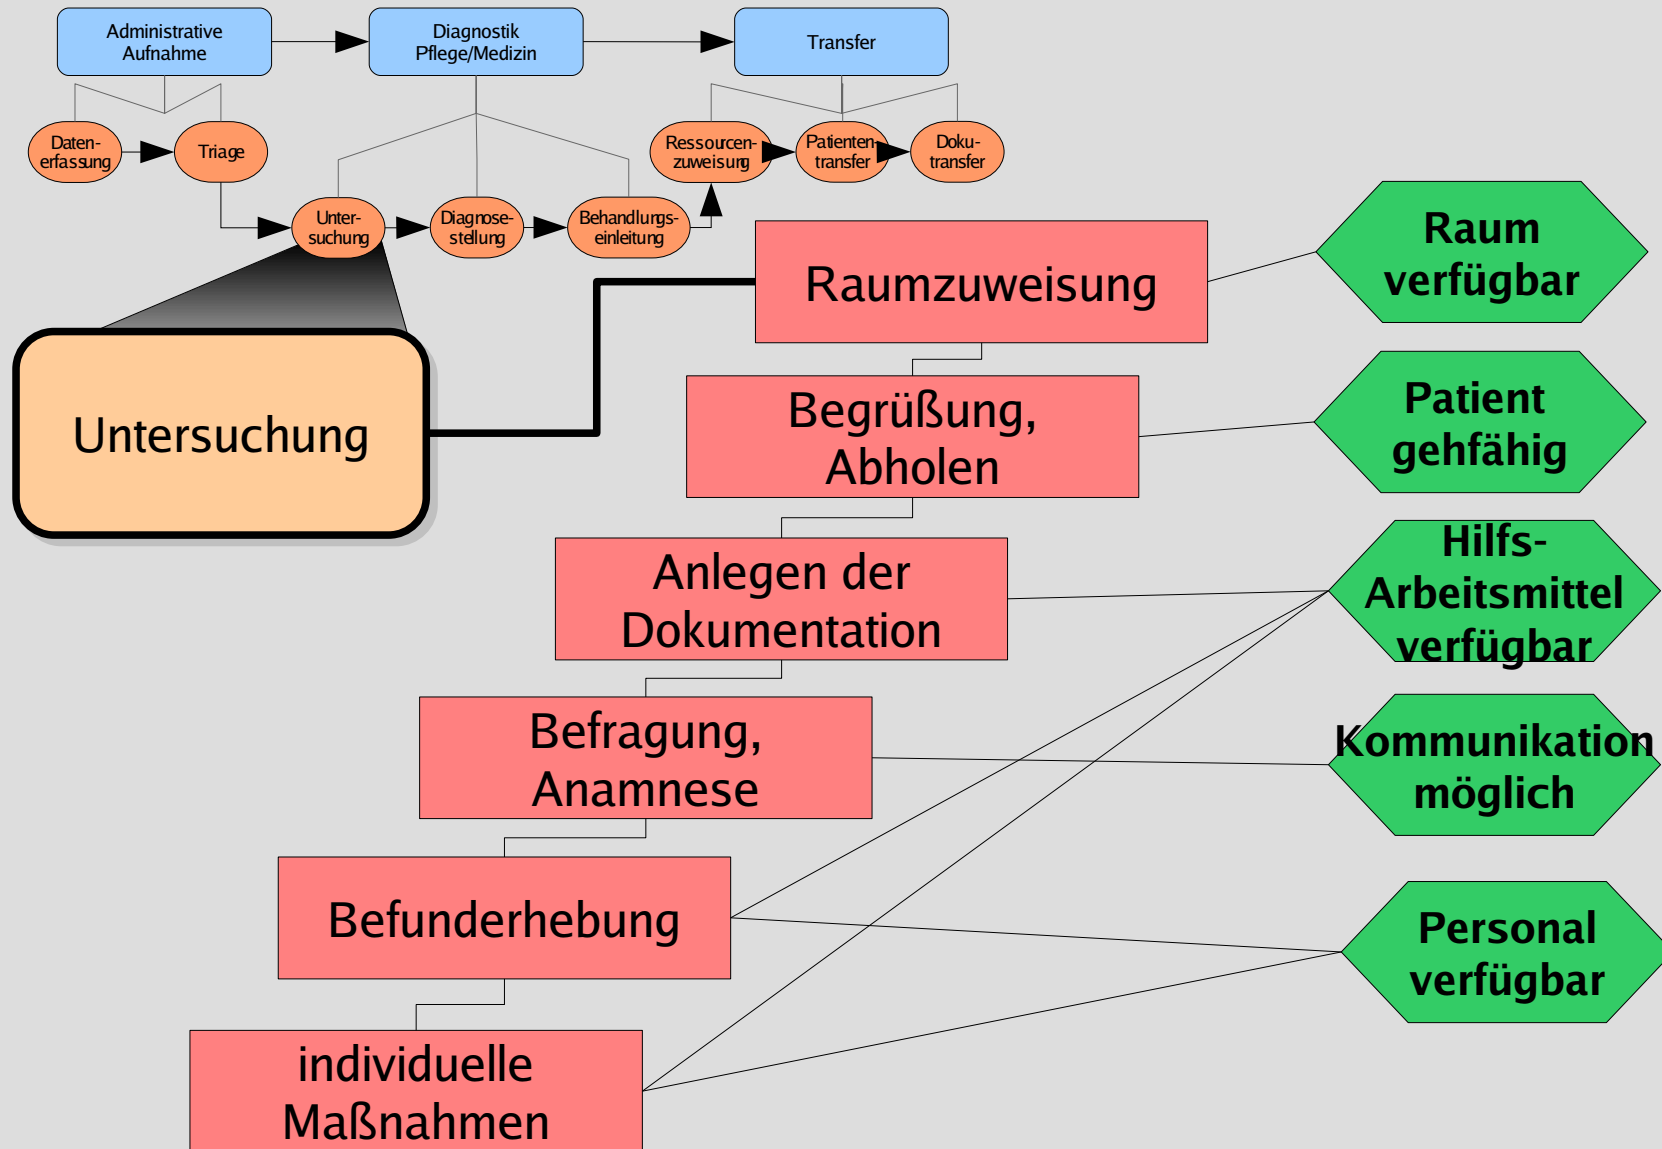 Administrative
Aufnahme
Diagnostik
Pflege/Medizin
Transfer
Daten-
erfassung
Triage
Ressourcen-
zuweisung
Patienten-
transfer
Doku-
transfer
Unter-
suchung
Diagnose-
stellung
Behandlungs-
einleitung
Untersuchung
Raumzuweisung
Raum
verfügbar
Begrüßung,
Abholen
Patient
gehfähig
Anlegen der
Dokumentation
Hilfs-
Arbeitsmittel
verfügbar
Befragung,
Anamnese
Kommunikation
möglich
Befunderhebung
Personal
verfügbar
individuelle
Maßnahmen